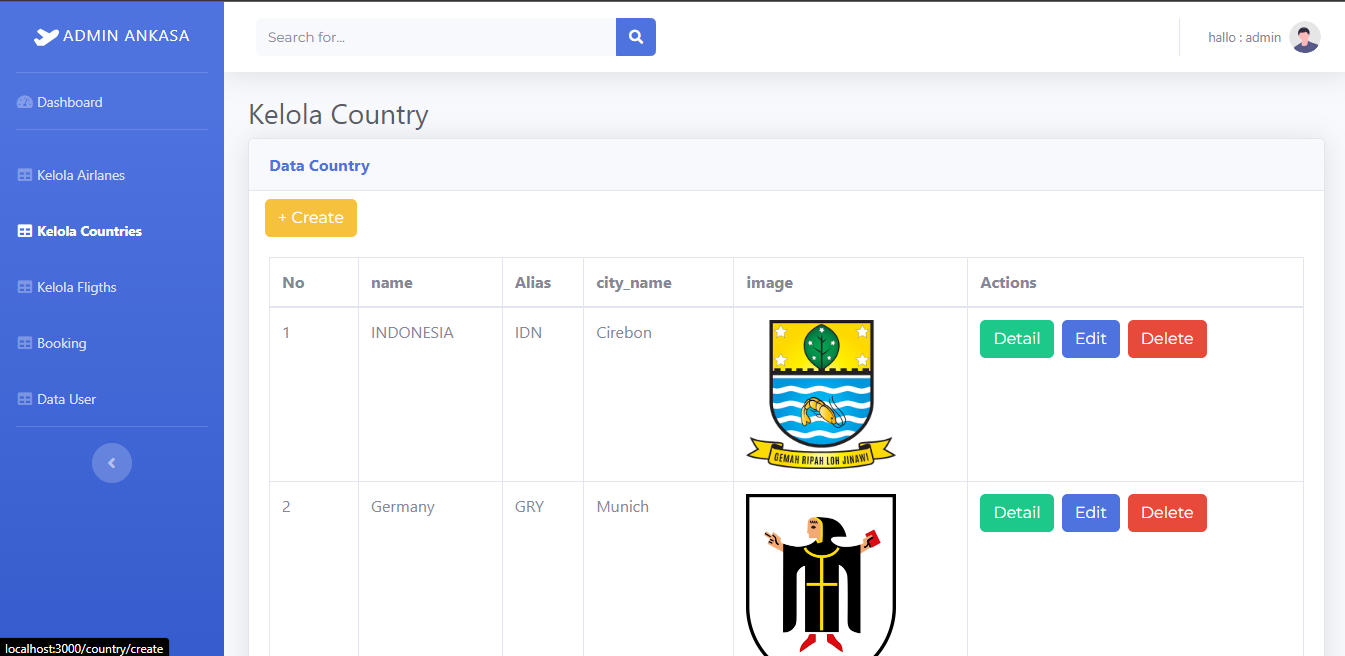 ADMIN ANKASA
Search for...
hallo : admin
Dashboard
Kelola Airlanes
Kelola Countries
Kelola Fligths
Booking
Data User
Kelola Country
Data Country
+ Create
No name Alias city_name image Actions
1 INDONESIA IDN Cirebon Detail Edit Delete
GEMAH RIPAH LOH JINAWI
2 Germany GRY Munich Detail Edit Delete
localhost:3000/country/create